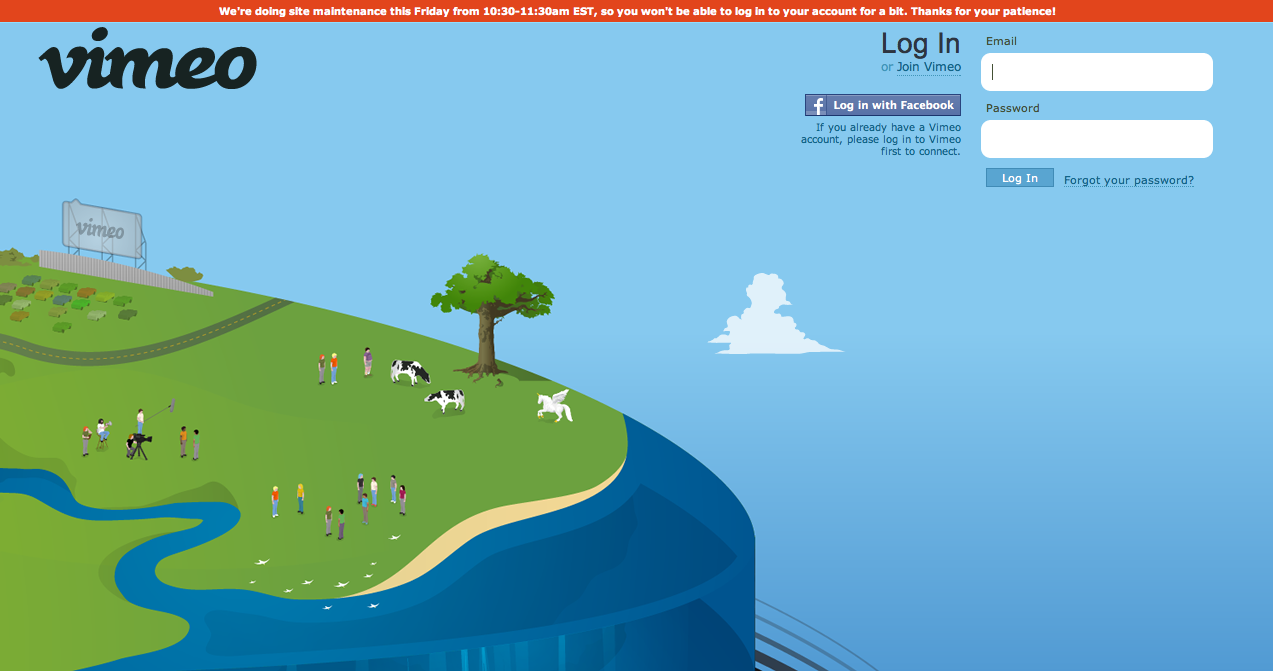 We're doing site maintenance this Friday from 10:30-11:30am EST, so you won't be able to log in to your account for a bit. Thanks for your patience!
vimeo
Log In
or Join Vimeo
Log in with Facebook
If you already have a Vimeo
account, please log in to Vimeo
first to connect.
Email
Password
Log In Forgot your password?
vimeo